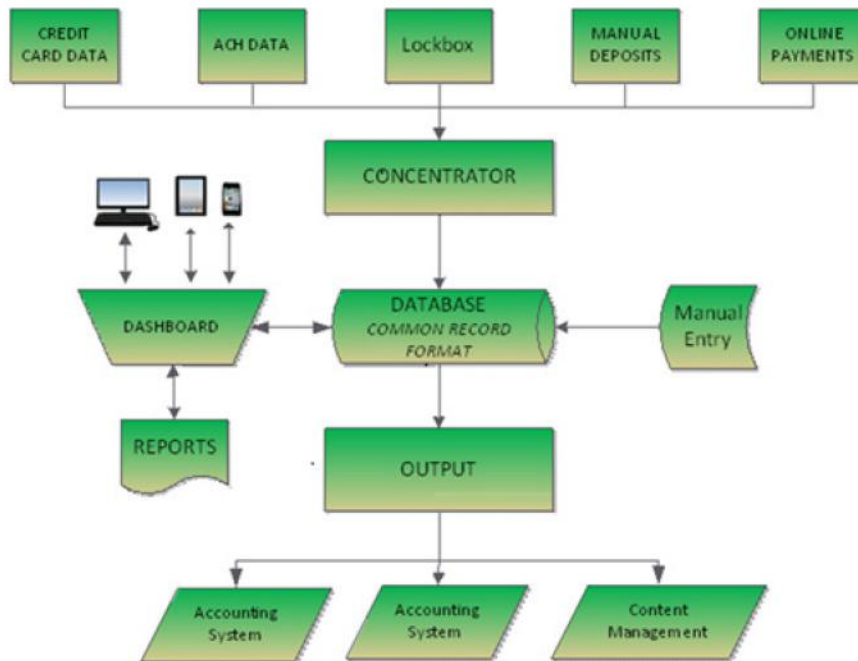 CREDIT
CARD DATA
ACH DATA
Lockbox
MANUAL
DEPOSITS
ONLINE
PAYMENTS
CONCENTRATOR
DASHBOARD
DATABASE
COMMON RECORD
FORMAT
Manual
Entry
REPORTS
OUTPUT
Accounting
System
Accounting
System
Content
Management